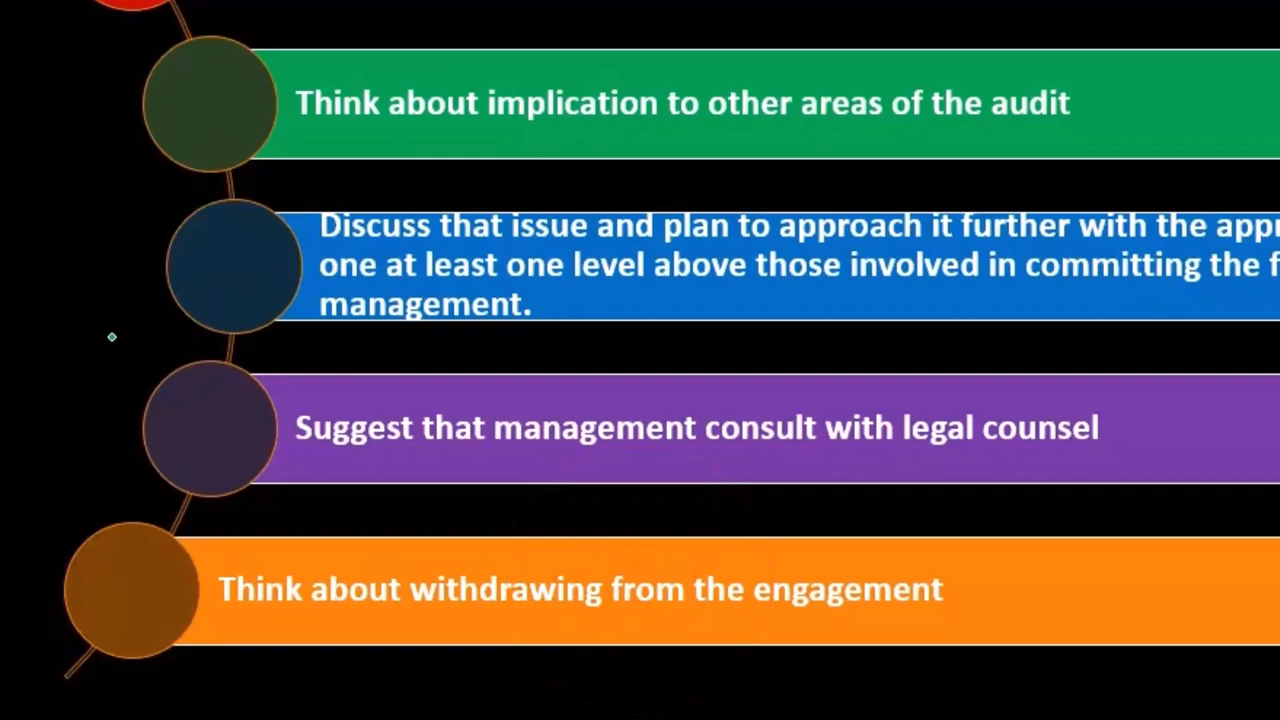 Think about implication to other areas of the audit
Discuss that issue and plan to approach it further with the
one at least one level above those involved in committing the
management.
Suggest that management consult with legal counsel
Think about withdrawing from the engagement